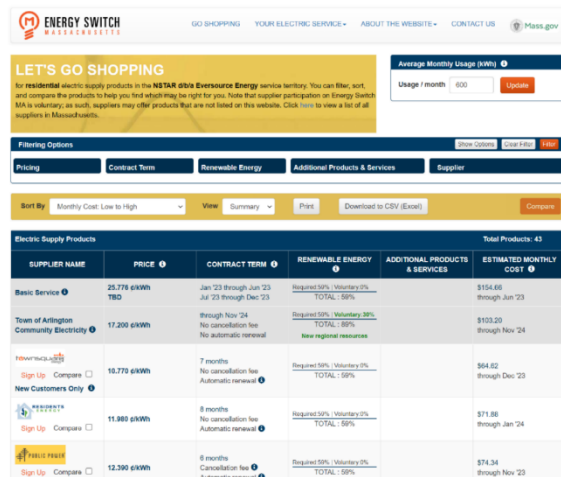 ENERGY SWITCH
MASSACHUSETTS
GO SHOPPING YOUR ELECTRIC SERVICE ABOUT THE WEBSITE CONTACT US Mass.gov
LET'S GO SHOPPING
for residential electric supply products in the NSTAR d/b/a Eversource Energy service territory. You can filter, sort,
and compare the products to help you find which may be right for you. Note that supplier participation on Energy Switch
MA is voluntary; as such, suppliers may offer products that are not listed on this website. Click here to view a list of all
suppliers in Massachusetts.
Average Monthly Usage (kWh)
Usage / month 600 Update
Filtering Options Show Options Clear Filter Filter
Pricing Contract Term Renewable Energy Additional Products & Services Supplier
Sort By Monthly Cost: Low to High View Summary Print Download to CSV (Excel) Compare
Electric Supply Products Total Products: 43
SUPPLIER NAME PRICE CONTRACT TERM RENEWABLE ENERGY ADDITIONAL PRODUCTS & SERVICES ESTIMATED MONTHLY COST
Basic Service 25.776 ¢/kWh Jan '23 through Jun '23 Required:59% | Voluntary:0% $154.66
TBD Jul '23 through Dec '23 TOTAL : 59% through Jun '23
Town of Arlington through Nov '24 Required:59% | Voluntary:30% $103.20
Community Electricity 17.200 ¢/kWh No cancellation fee TOTAL : 89% through Nov '24
No automatic renewal New regional resources
townsquare 7 months Required:59% | Voluntary:0% $64.62
Sign Up Compare 10.770 ¢/kWh No cancellation fee TOTAL : 59% through Dec '23
New Customers Only Automatic renewal
RESIDENTS ENERGY 8 months Required:59% | Voluntary:0% $71.88
Sign Up Compare 11.980 ¢/kWh No cancellation fee TOTAL : 59% through Jan '24
Automatic renewal
PUBLIC POWER 6 months Required:59% | Voluntary:0% $74.34
Sign Up Compare 12.390 ¢/kWh Cancellation fee TOTAL : 59% through Nov '23
Automatic renewal